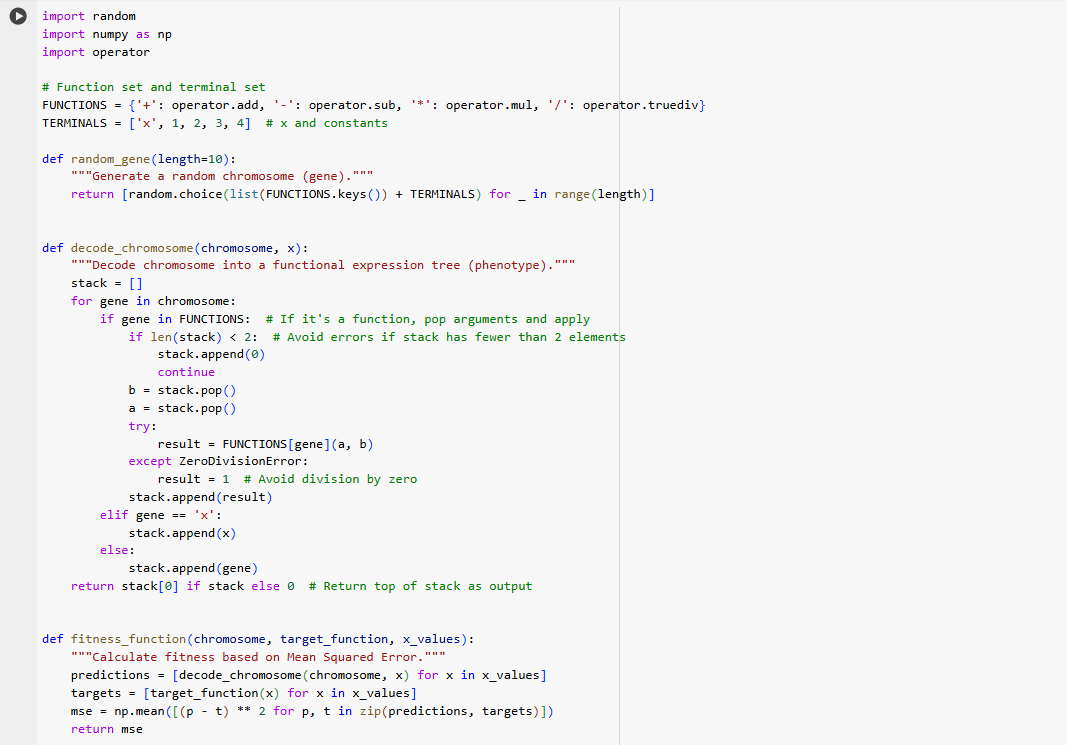 import random
import numpy as np
import operator
# Function set and terminal set
FUNCTIONS = {'+': operator.add, '-': operator.sub, '*': operator.mul, '/': operator.truediv}
TERMINALS = ['x', 1, 2, 3, 4]  # x and constants
def random_gene(length=10):
    """Generate a random chromosome (gene)."""
    return [random.choice(list(FUNCTIONS.keys()) + TERMINALS) for _ in range(length)]
def decode_chromosome(chromosome, x):
    """Decode chromosome into a functional expression tree (phenotype)."""
    stack = []
    for gene in chromosome:
        if gene in FUNCTIONS:  # If it's a function, pop arguments and apply
            if len(stack) < 2:  # Avoid errors if stack has fewer than 2 elements
                stack.append(0)
                continue
            b = stack.pop()
            a = stack.pop()
            try:
                result = FUNCTIONS[gene](a, b)
            except ZeroDivisionError:
                result = 1  # Avoid division by zero
            stack.append(result)
        elif gene == 'x':
            stack.append(x)
        else:
            stack.append(gene)
    return stack[0] if stack else 0  # Return top of stack as output
def fitness_function(chromosome, target_function, x_values):
    """Calculate fitness based on Mean Squared Error."""
    predictions = [decode_chromosome(chromosome, x) for x in x_values]
    targets = [target_function(x) for x in x_values]
    mse = np.mean([(p - t) ** 2 for p, t in zip(predictions, targets)])
    return mse